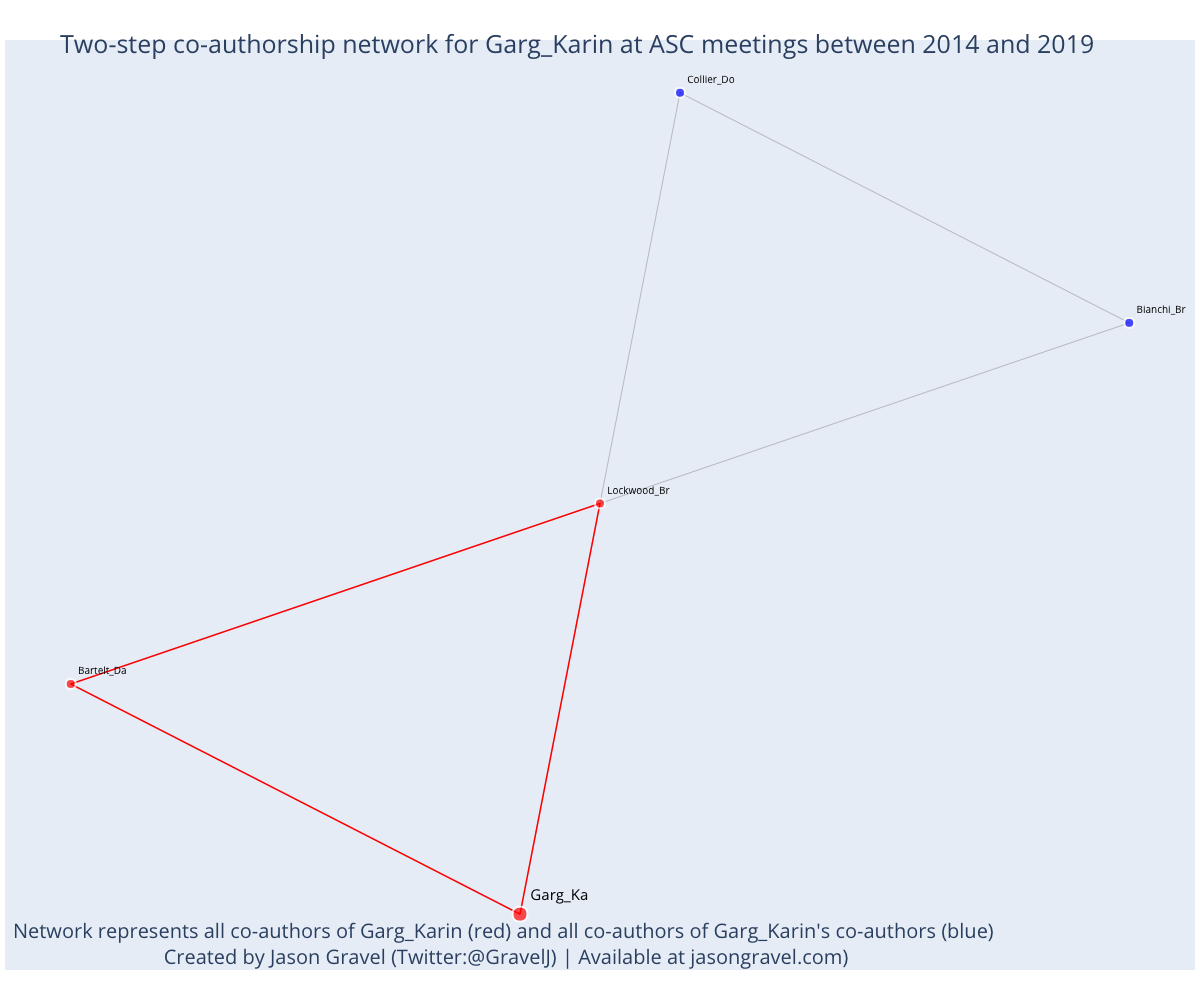 Two-step co-authorship network for Garg_Karin at ASC meetings between 2014 and 2019
Collier_Do
Bianchi_Br
Lockwood_Br
Bartelt_Da
Garg_Ka
Network represents all co-authors of Garg_Karin (red) and all co-authors of Garg_Karin's co-authors (blue)
Created by Jason Gravel (Twitter:@GravelJ) | Available at jasongravel.com)